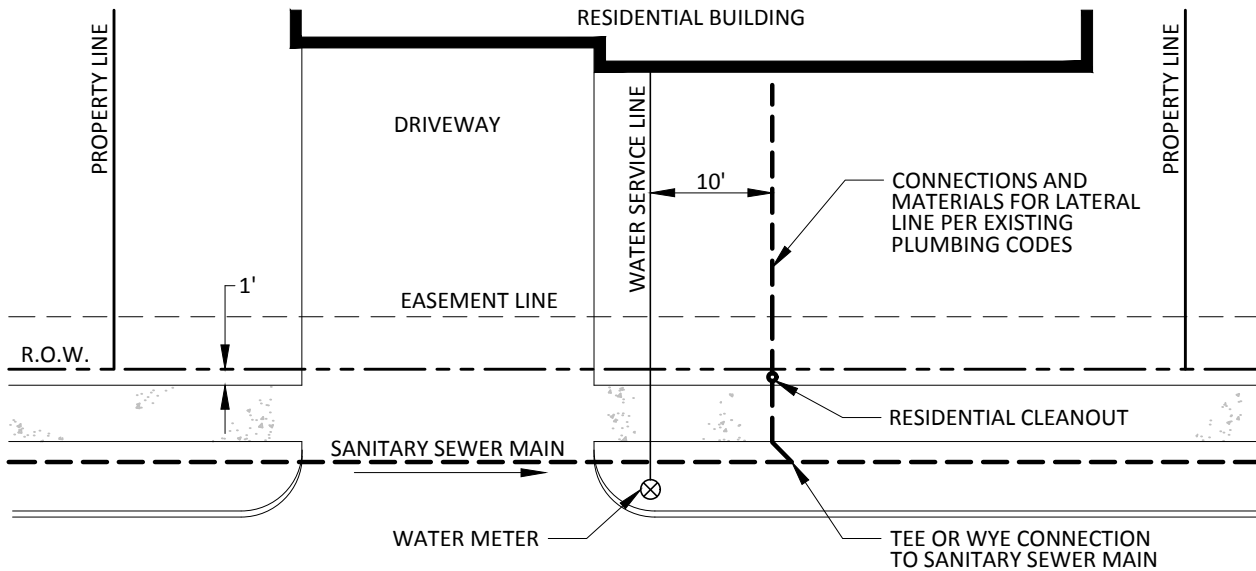 RESIDENTIAL BUILDING
PROPERTY LINE
DRIVEWAY
WATER SERVICE LINE
10'
PROPERTY LINE
CONNECTIONS AND
MATERIALS FOR LATERAL
LINE PER EXISTING
PLUMBING CODES
1'
EASEMENT LINE
R.O.W.
RESIDENTIAL CLEANOUT
SANITARY SEWER MAIN
WATER METER
TEE OR WYE CONNECTION
TO SANITARY SEWER MAIN